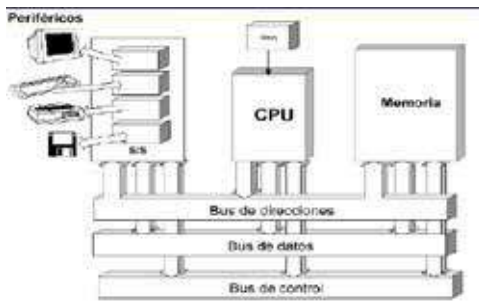 Periféricos
CPU
Memoria
Bus de direcciones
Bus de datos
Bus de control